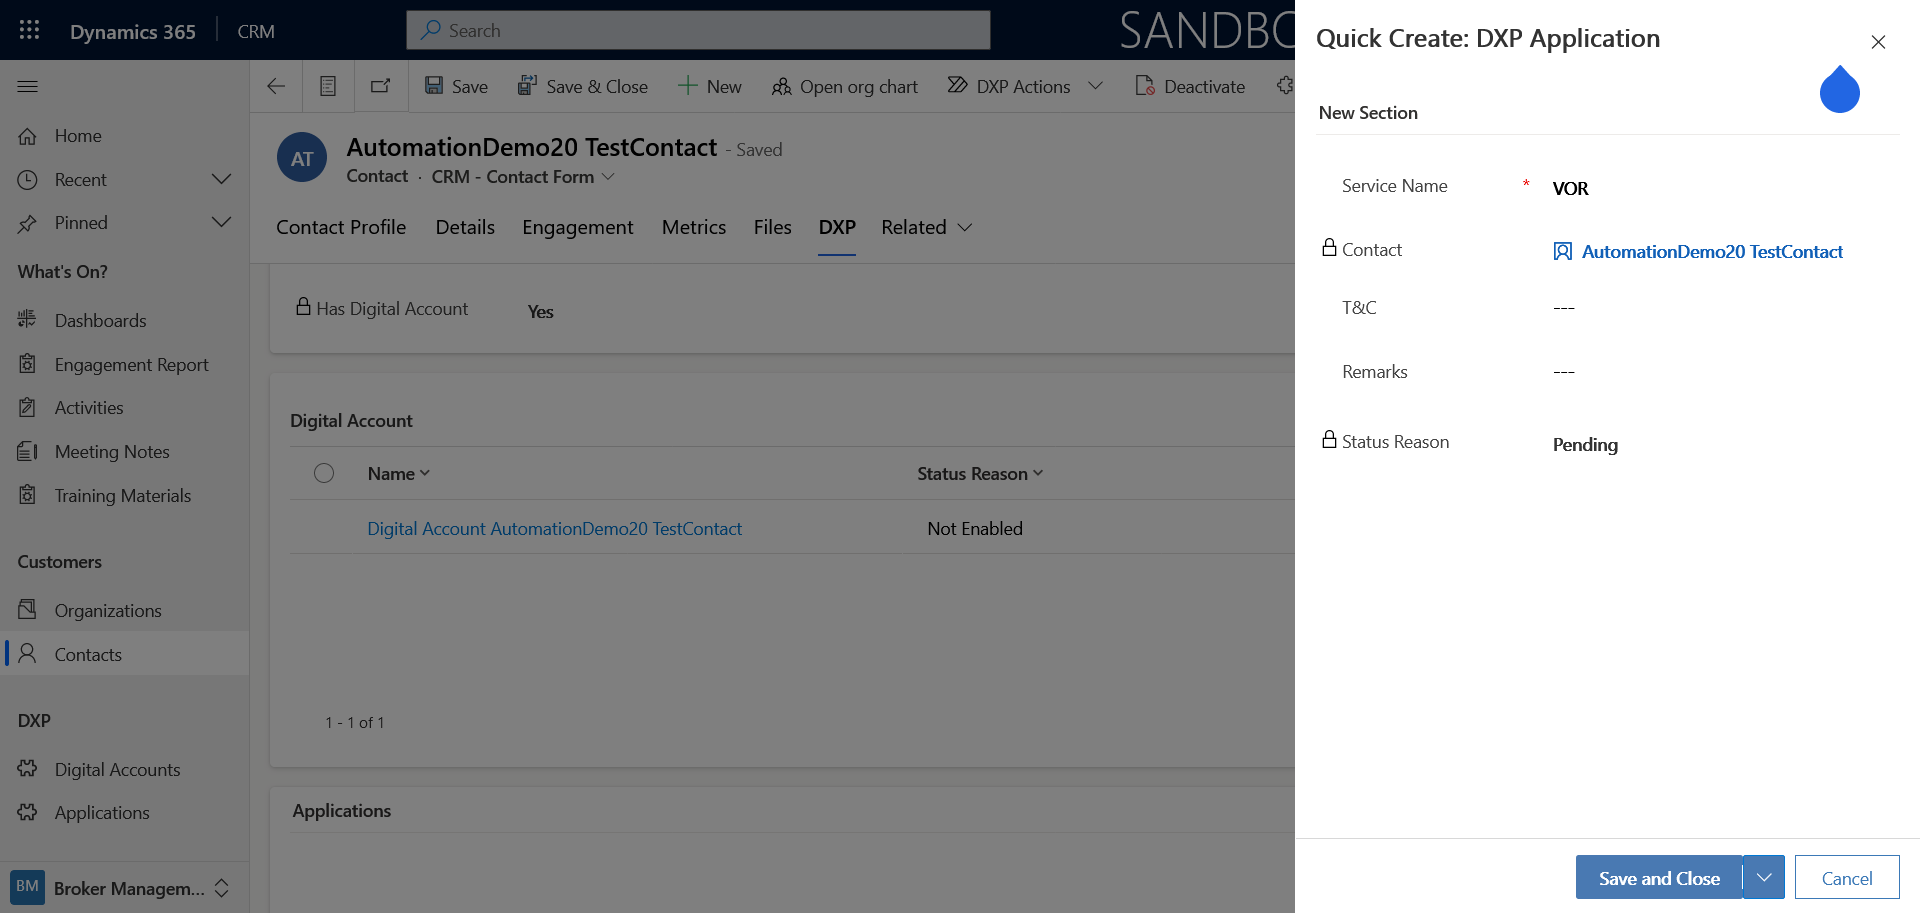 Dynamics 365
CRM
Search
SANDBO
Save
Save & Close
New
Open org chart
DXP Actions
Deactivate
Home
Recent
Pinned
What's On?
Dashboards
Engagement Report
Activities
Meeting Notes
Training Materials
Customers
Organizations
Contacts
DXP
Digital Accounts
Applications
BM
Broker Managem...
AT
AutomationDemo20 TestContact - Saved
Contact · CRM - Contact Form
Contact Profile
Details
Engagement
Metrics
Files
DXP
Related
Has Digital Account
Yes
Digital Account
Name
Status Reason
Digital Account AutomationDemo20 TestContact
Not Enabled
1 - 1 of 1
Applications
Quick Create: DXP Application
New Section
Service Name
*
VOR
Contact
AutomationDemo20 TestContact
T&C
---
Remarks
---
Status Reason
Pending
Save and Close
Cancel